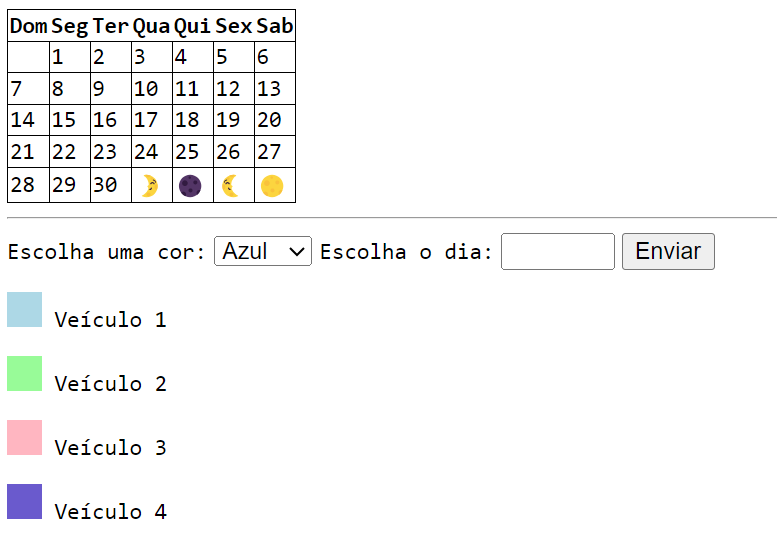 Dom Seg Ter Qua Qui Sex Sab
1 2 3 4 5 6
7 8 9 10 11 12 13
14 15 16 17 18 19 20
21 22 23 24 25 26 27
28 29 30
Escolha uma cor: Azul Escolha o dia: Enviar
Veículo 1
Veículo 2
Veículo 3
Veículo 4